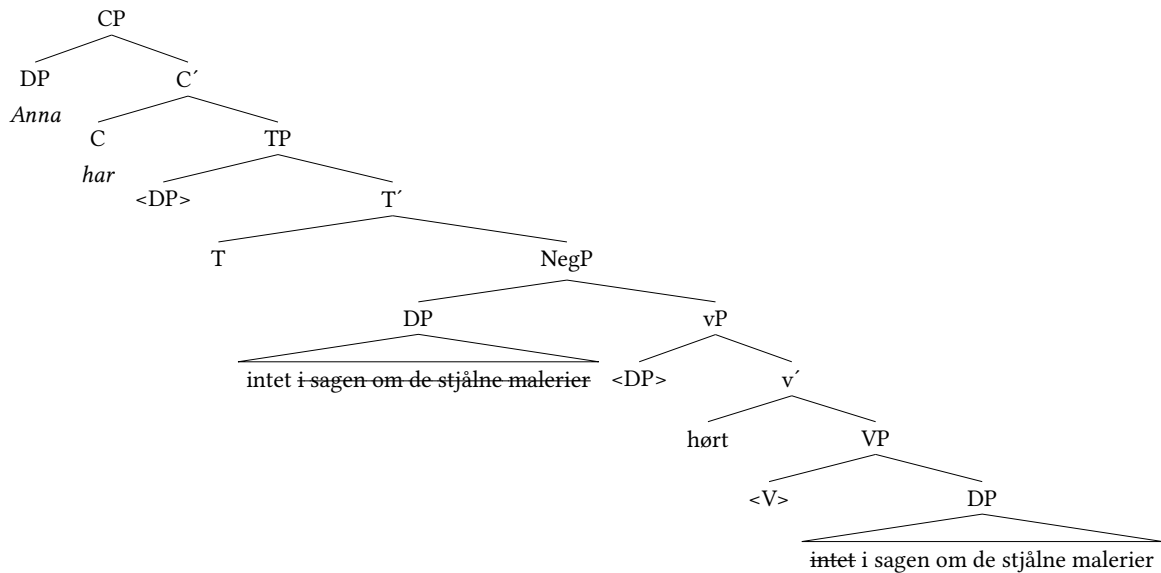 CP
DP C´
Anna C TP
har <DP> T´
T NegP
DP vP
intet i sagen om de stjålne malerier <DP> v´
hørt VP
<V> DP
intet i sagen om de stjålne malerier